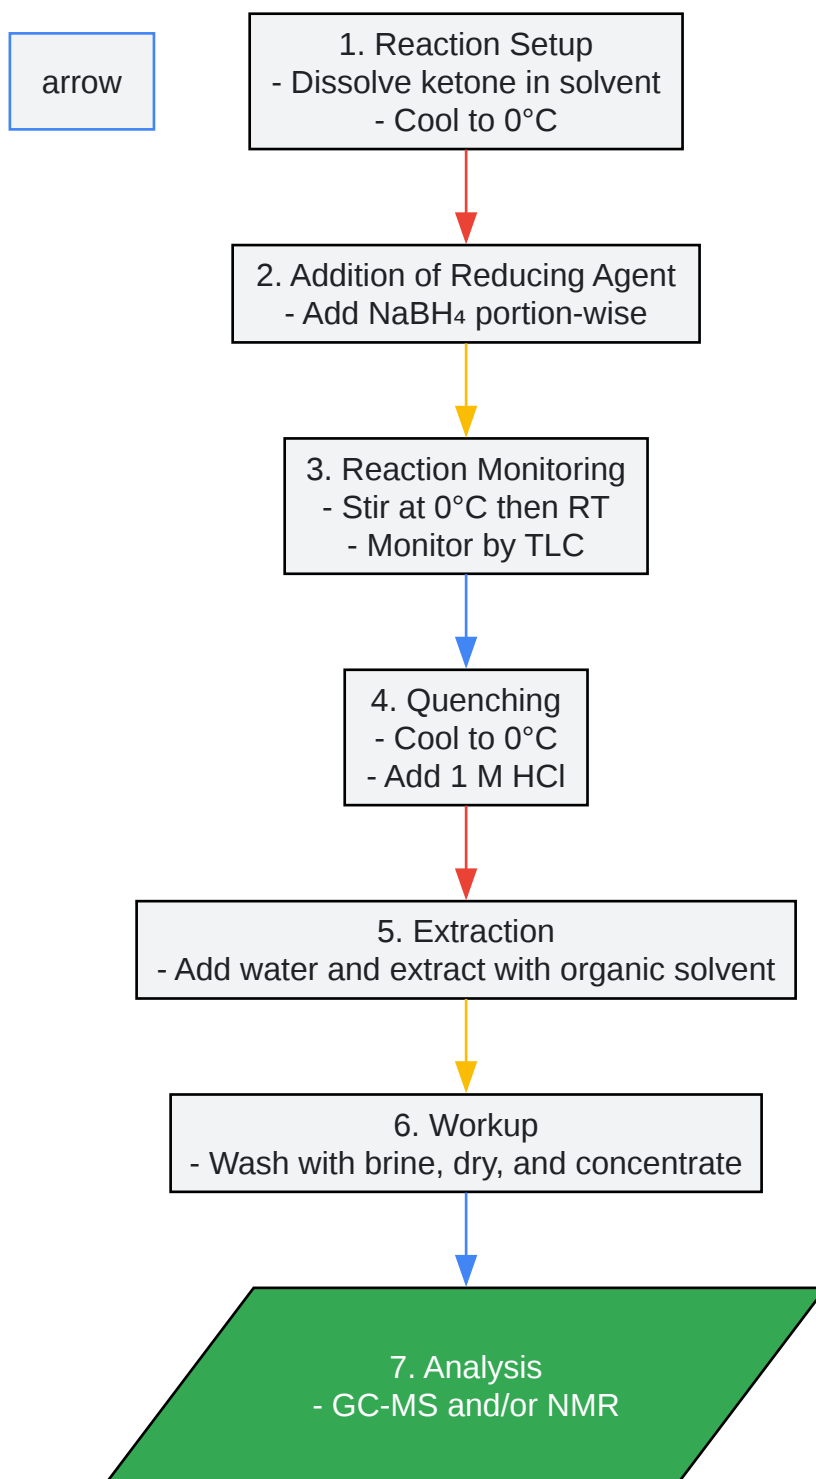 arrow
1. Reaction Setup
- Dissolve ketone in solvent
- Cool to 0°C
2. Addition of Reducing Agent
- Add NaBH₄ portion-wise
3. Reaction Monitoring
- Stir at 0°C then RT
- Monitor by TLC
4. Quenching
- Cool to 0°C
- Add 1 M HCl
5. Extraction
- Add water and extract with organic solvent
6. Workup
- Wash with brine, dry, and concentrate
7. Analysis
- GC-MS and/or NMR